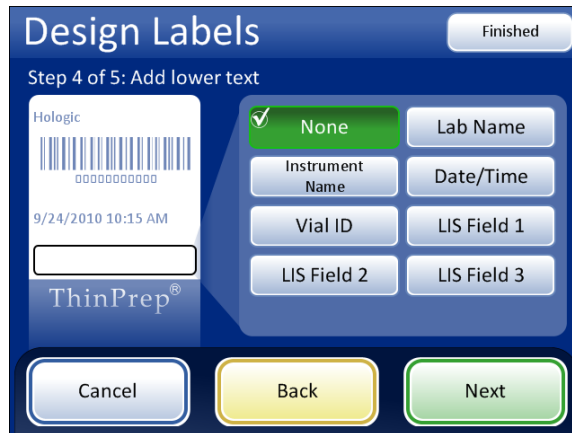 Design Labels
Finished
Step 4 of 5: Add lower text
Hologic
00000000000
9/24/2010 10:15 AM
ThinPrep®
None
Lab Name
Instrument
Name
Date/Time
Vial ID
LIS Field 1
LIS Field 2
LIS Field 3
Cancel
Back
Next